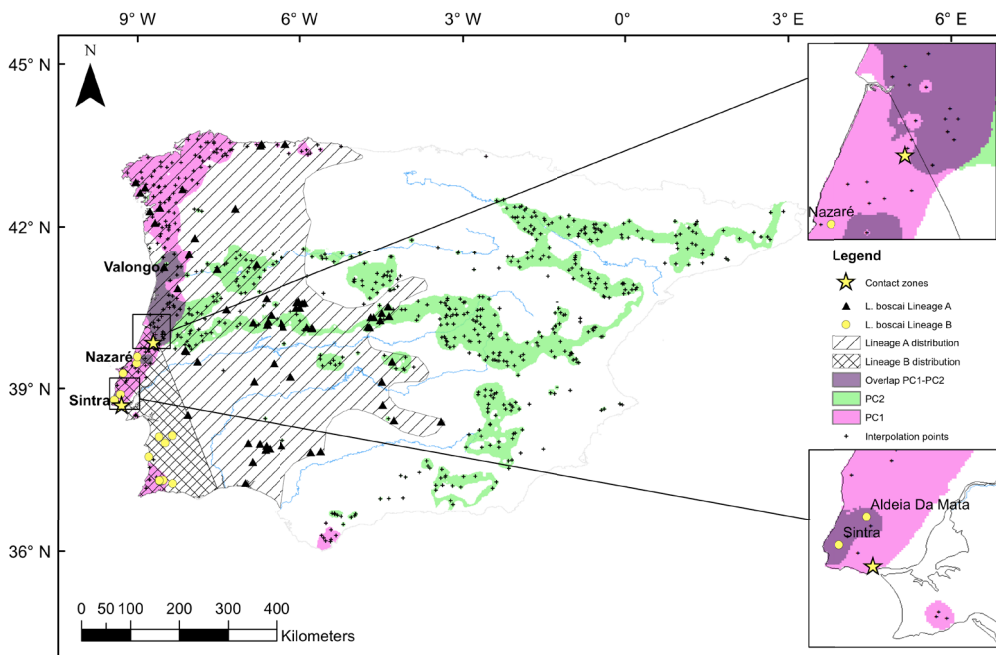 9° W 6° W 3° W 0° 3° E 6° E
N
45° N
42° N
39° N
36° N
Valongo
Nazaré
Sintra
0 50 100 200 300 400
Kilometers
Nazaré
Legend
Contact zones
L. boscai Lineage A
L. boscai Lineage B
Lineage A distribution
Lineage B distribution
Overlap PC1-PC2
PC2
PC1
Interpolation points
Aldeia Da Mata
Sintra